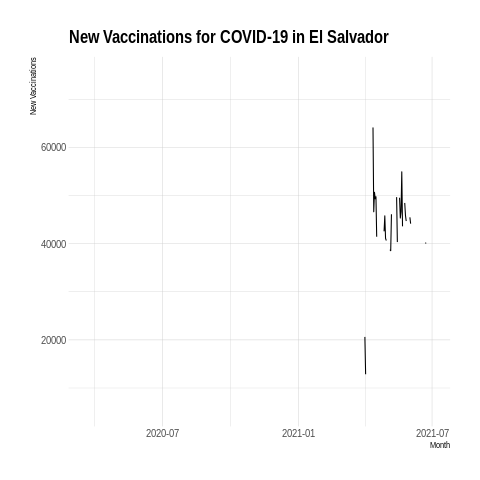 New Vaccinations for COVID-19 in El Salvador
New Vaccinations
60000
40000
20000
2020-07
2021-01
2021-07
Month